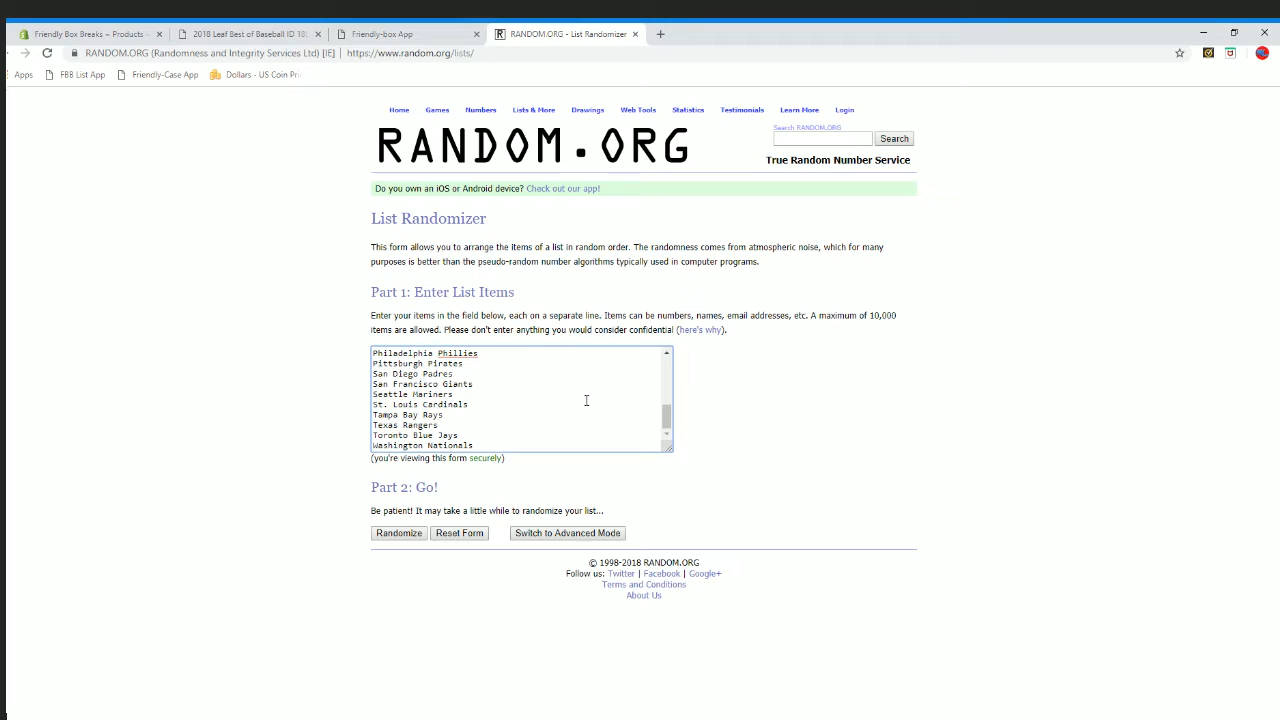 Friendly Box Breaks ~ Products ~
2018 Leaf Best of Baseball ID 18
Friendly-box App
RANDOM.ORG - List Randomizer
RANDOM.ORG (Randomness and Integrity Services Ltd) [IE] | https://www.random.org/lists/
Apps
FBB List App
Friendly-Case App
Dollars - US Coin Pri
Home
Games
Numbers
Lists & More
Drawings
Web Tools
Statistics
Testimonials
Learn More
Login
RANDOM.ORG
Search RANDOM.ORG
Search
True Random Number Service
Do you own an iOS or Android device? Check out our app!
List Randomizer
This form allows you to arrange the items of a list in random order. The randomness comes from atmospheric noise, which for many
purposes is better than the pseudo-random number algorithms typically used in computer programs.
Part 1: Enter List Items
Enter your items in the field below, each on a separate line. Items can be numbers, names, email addresses, etc. A maximum of 10,000
items are allowed. Please don't enter anything you would consider confidential (here's why).
Philadelphia Phillies
Pittsburgh Pirates
San Diego Padres
San Francisco Giants
Seattle Mariners
St. Louis Cardinals
Tampa Bay Rays
Texas Rangers
Toronto Blue Jays
Washington Nationals
(you're viewing this form securely)
Part 2: Go!
Be patient! It may take a little while to randomize your list...
Randomize
Reset Form
Switch to Advanced Mode
© 1998-2018 RANDOM.ORG
Follow us: Twitter | Facebook | Google+
Terms and Conditions
About Us